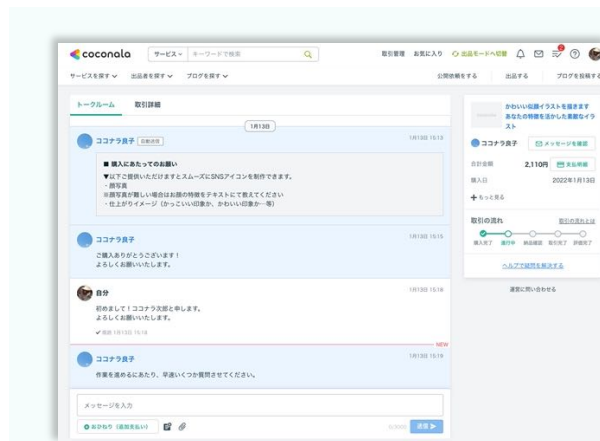 coconala
サービス
キーワードで検索
取引管理
お気に入り
出品モードへ切替
2
サービスを探す
出品者を探す
ブログを探す
公開依頼をする
出品する
ブログを投稿する
トークルーム
取引詳細
1月13日
ココナラ良子
自動送信
1月13日 15:13
■ 購入にあたってのお願い
▼以下ご提供いただけますとスムーズにSNSアイコンを制作できます。
・顔写真
※顔写真が難しい場合はお顔の特徴をテキストにて教えてください
・仕上がりイメージ（かっこいい印象か、かわいい印象か…等）
ココナラ良子
1月13日 15:15
ご購入ありがとうございます！
よろしくお願いいたします。
自分
1月13日 15:18
初めまして！ココナラ次郎と申します。
よろしくお願いいたします。
1月13日 15:18
NEW
ココナラ良子
1月13日 15:18
作業を進めるにあたり、早速いくつか質問させてください。
メッセージを入力
おひねり（追加支払い）
送信
かわいい似顔イラストを描きます
あなたの特徴を活かした素敵なイラ
スト
ココナラ良子
メッセージを確認
合計金額
2,110円
支払明細
購入日
2022年1月13日
もっと見る
取引の流れ
取引の流れとは
購入完了
進行中
納品確認
取引完了
評価完了
ヘルプで疑問を解決する
運営に問い合わせる